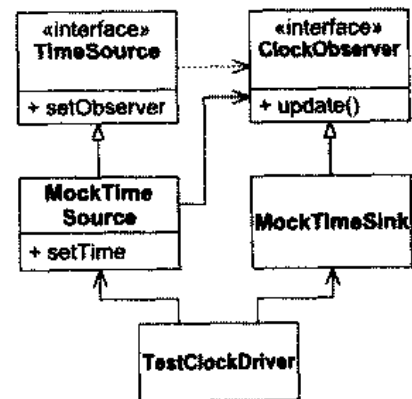 «interface»
TimeSource
+ setObserver
«interface»
ClockObserver
+ update()
MockTime
Source
+ setTime
MockTimeSink
TestClockDriver